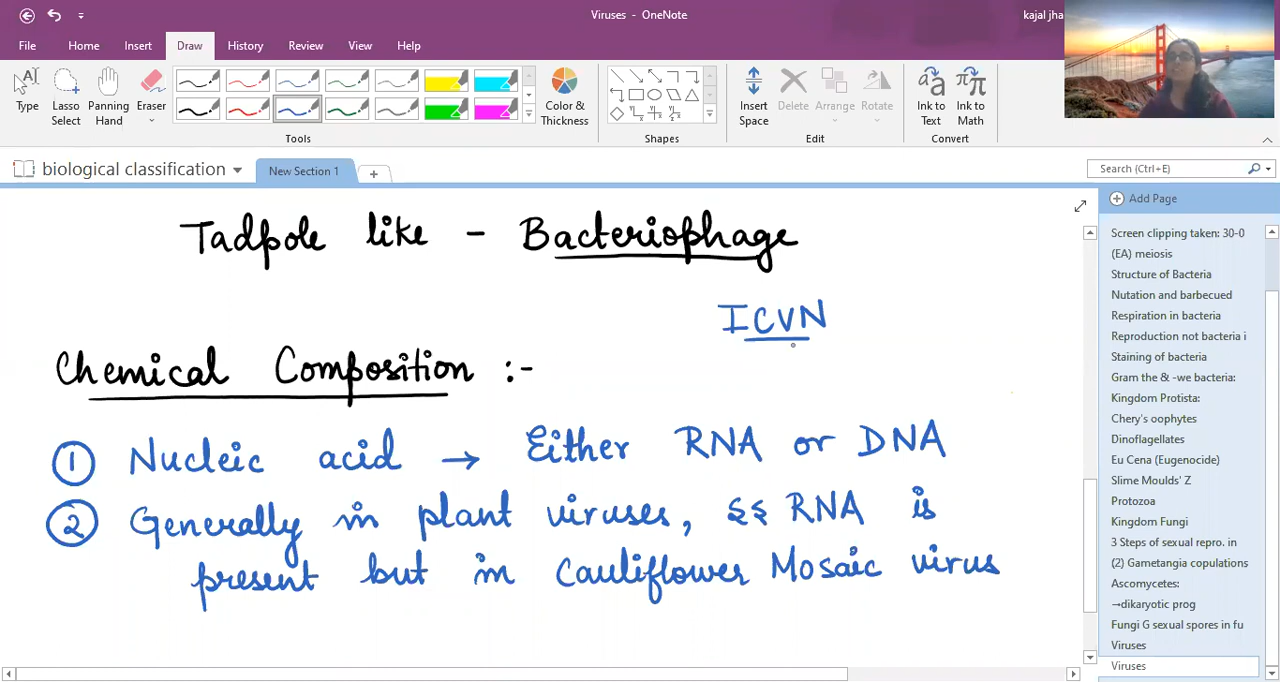 Viruses - OneNote
kajal jha
File Home Insert Draw History Review View Help
Type
Lasso Select
Panning Hand
Eraser
Color & Thickness
Insert Space
Delete
Arrange
Rotate
Ink to Text
Ink to Math
Tools
Shapes
Edit
Convert
biological classification
New Section 1
Search (Ctrl+E)
Tadpole like - Bacteriophage
ICVN
Chemical Composition :-
① Nucleic acid → Either RNA or DNA
② Generally in plant viruses, ss RNA is
present but in Cauliflower Mosaic virus
Add Page
Screen clipping taken: 30-0
(EA) meiosis
Structure of Bacteria
Nutation and barbecued
Respiration in bacteria
Reproduction not bacteria i
Staining of bacteria
Gram the & -we bacteria:
Kingdom Protista:
Chery's oophytes
Dinoflagellates
Eu Cena (Eugenocide)
Slime Moulds' Z
Protozoa
Kingdom Fungi
3 Steps of sexual repro. in
(2) Gametangia copulations
Ascomycetes:
→dikaryotic prog
Fungi G sexual spores in fu
Viruses
Viruses